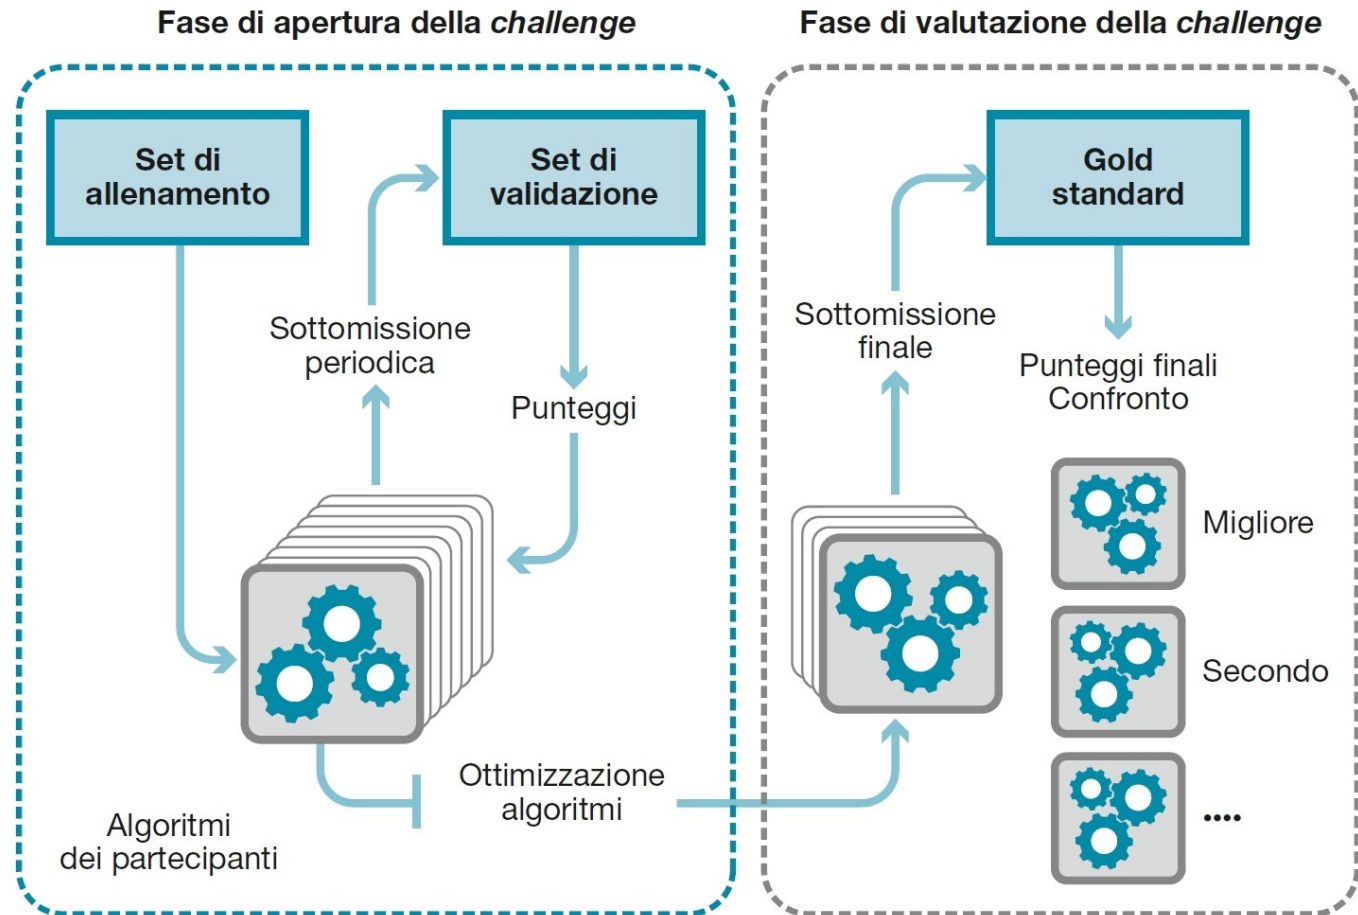 Fase di apertura della challenge
Set di
allenamento
Set di
validazione
Sottomissione
periodica
Punteggi
Ottimizzazione
algoritmi
Algoritmi
dei partecipanti
Fase di valutazione della challenge
Gold
standard
Sottomissione
finale
Punteggi finali
Confronto
Migliore
Secondo
....